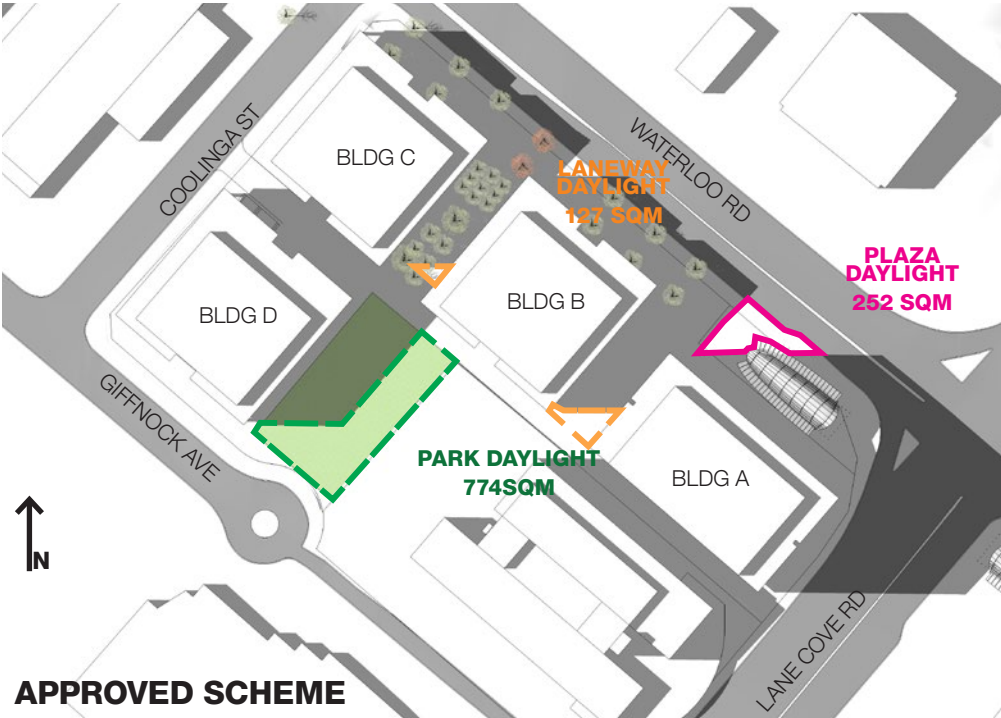 COOLINGA ST
BLDG C
WATERLOO RD
LANEWAY
DAYLIGHT
127 SQM
PLAZA
DAYLIGHT
252 SQM
BLDG D
BLDG B
GIFFNOCK AVE
PARK DAYLIGHT
774SQM
BLDG A
N
LANE COVE RD
APPROVED SCHEME